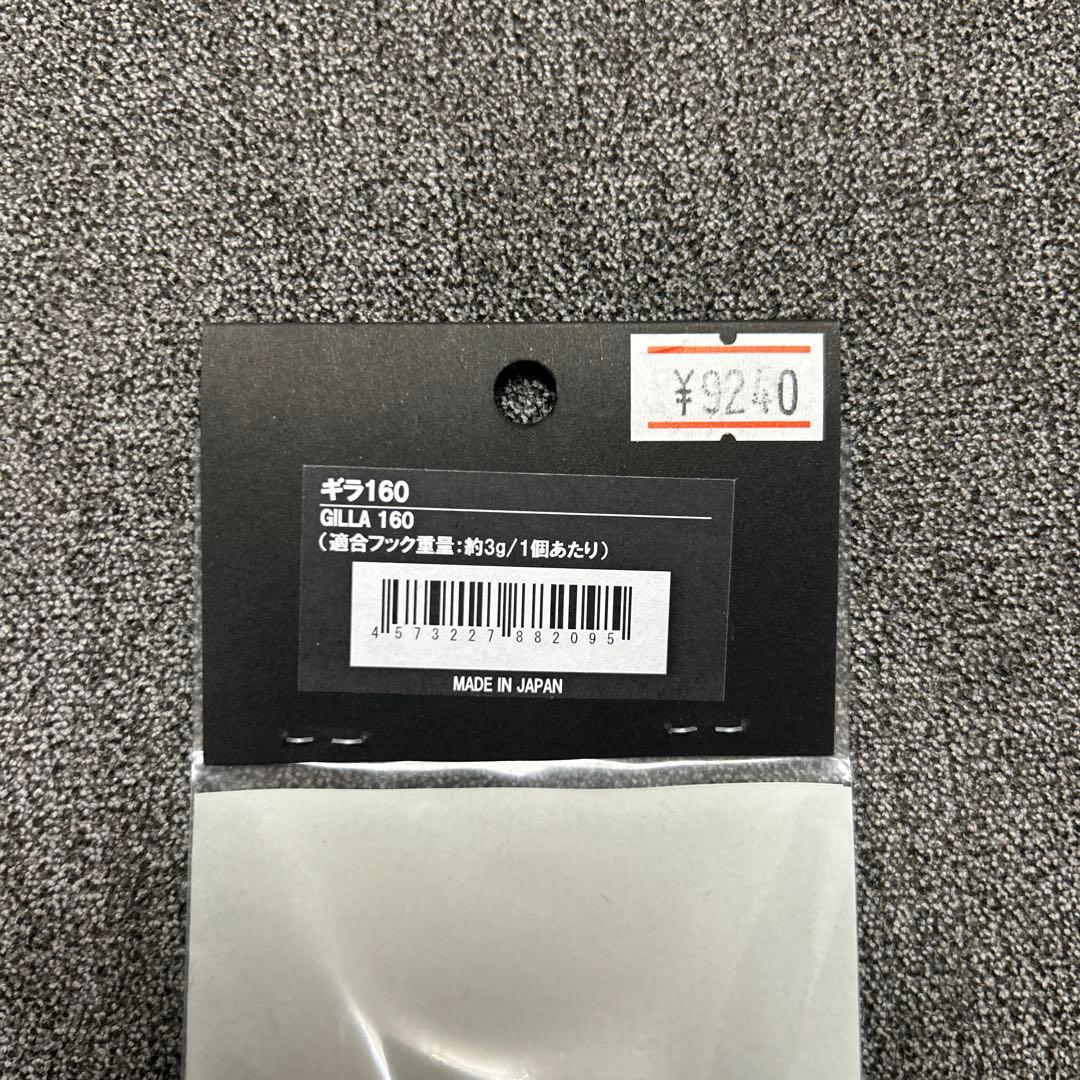 ¥9240
ギラ160
GILLA 160
（適合フック重量：約3g/1個あたり）
4573227882095
MADE IN JAPAN